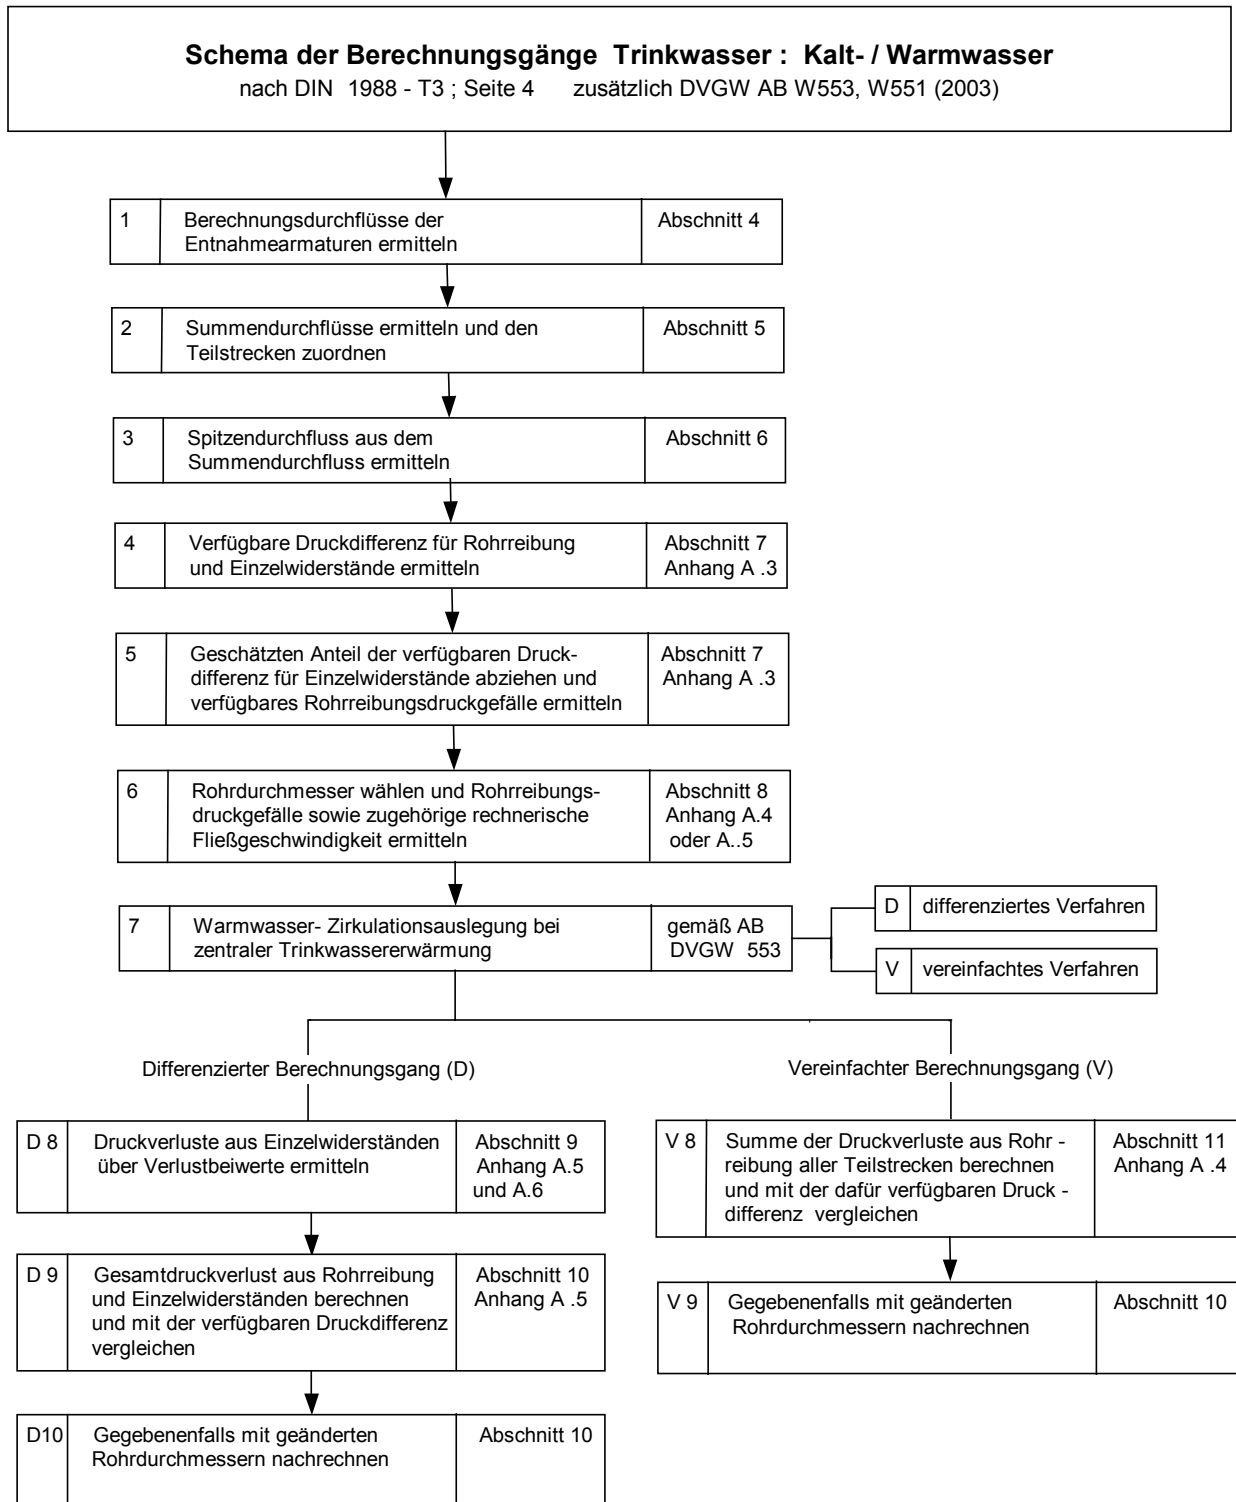 Schema der Berechnungsgänge Trinkwasser : Kalt- / Warmwasser
nach DIN 1988 - T3 ; Seite 4 zusätzlich DVGW AB W553, W551 (2003)
1 Berechnungsdurchflüsse der Abschnitt 4
Entnahmearmaturen ermitteln
2 Summendurchflüsse ermitteln und den Abschnitt 5
Teilstrecken zuordnen
3 Spitzendurchfluss aus dem Abschnitt 6
Summendurchfluss ermitteln
4 Verfügbare Druckdifferenz für Rohrreibung Abschnitt 7
und Einzelwiderstände ermitteln Anhang A .3
5 Geschätzten Anteil der verfügbaren Druck- Abschnitt 7
differenz für Einzelwiderstände abziehen und Anhang A .3
verfügbares Rohrreibungsdruckgefälle ermitteln
6 Rohrdurchmesser wählen und Rohrreibungs- Abschnitt 8
druckgefälle sowie zugehörige rechnerische Anhang A.4
Fließgeschwindigkeit ermitteln oder A..5
7 Warmwasser- Zirkulationsauslegung bei gemäß AB
zentraler Trinkwassererwärmung DVGW 553
D differenziertes Verfahren
V vereinfachtes Verfahren
Differenzierter Berechnungsgang (D)
D 8 Druckverluste aus Einzelwiderständen Abschnitt 9
über Verlustbeiwerte ermitteln Anhang A.5
und A.6
D 9 Gesamtdruckverlust aus Rohrreibung Abschnitt 10
und Einzelwiderständen berechnen Anhang A .5
und mit der verfügbaren Druckdifferenz
vergleichen
D10 Gegebenenfalls mit geänderten Abschnitt 10
Rohrdurchmessern nachrechnen
Vereinfachter Berechnungsgang (V)
V 8 Summe der Druckverluste aus Rohr - Abschnitt 11
reibung aller Teilstrecken berechnen Anhang A .4
und mit der dafür verfügbaren Druck -
differenz vergleichen
V 9 Gegebenenfalls mit geänderten Abschnitt 10
Rohrdurchmessern nachrechnen